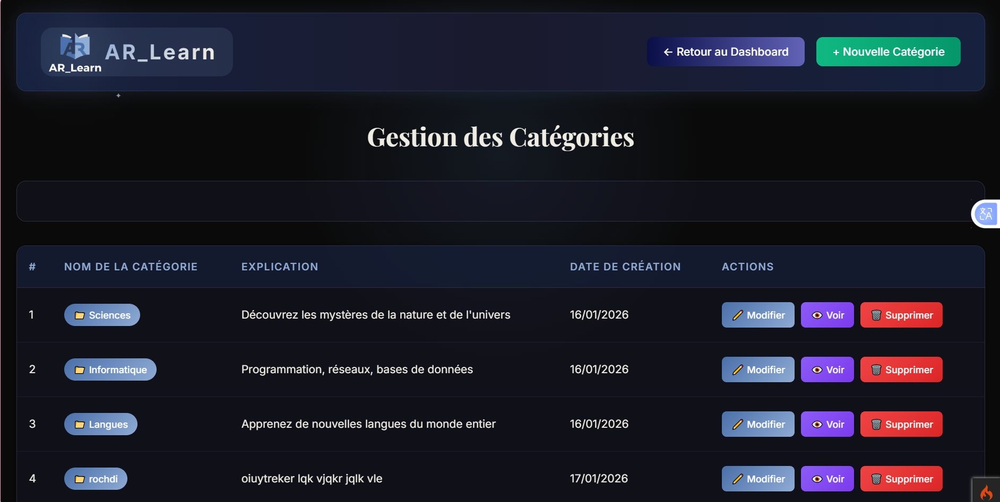 AR
AR_Learn
AR_Learn
← Retour au Dashboard
+ Nouvelle Catégorie
Gestion des Catégories
文A
# NOM DE LA CATÉGORIE EXPLICATION DATE DE CRÉATION ACTIONS
1 Sciences Découvrez les mystères de la nature et de l'univers 16/01/2026 Modifier Voir Supprimer
2 Informatique Programmation, réseaux, bases de données 16/01/2026 Modifier Voir Supprimer
3 Langues Apprenez de nouvelles langues du monde entier 16/01/2026 Modifier Voir Supprimer
4 rochdi oiuytreker lqk vjqkr jqlk vle 17/01/2026 Modifier Voir Supprimer